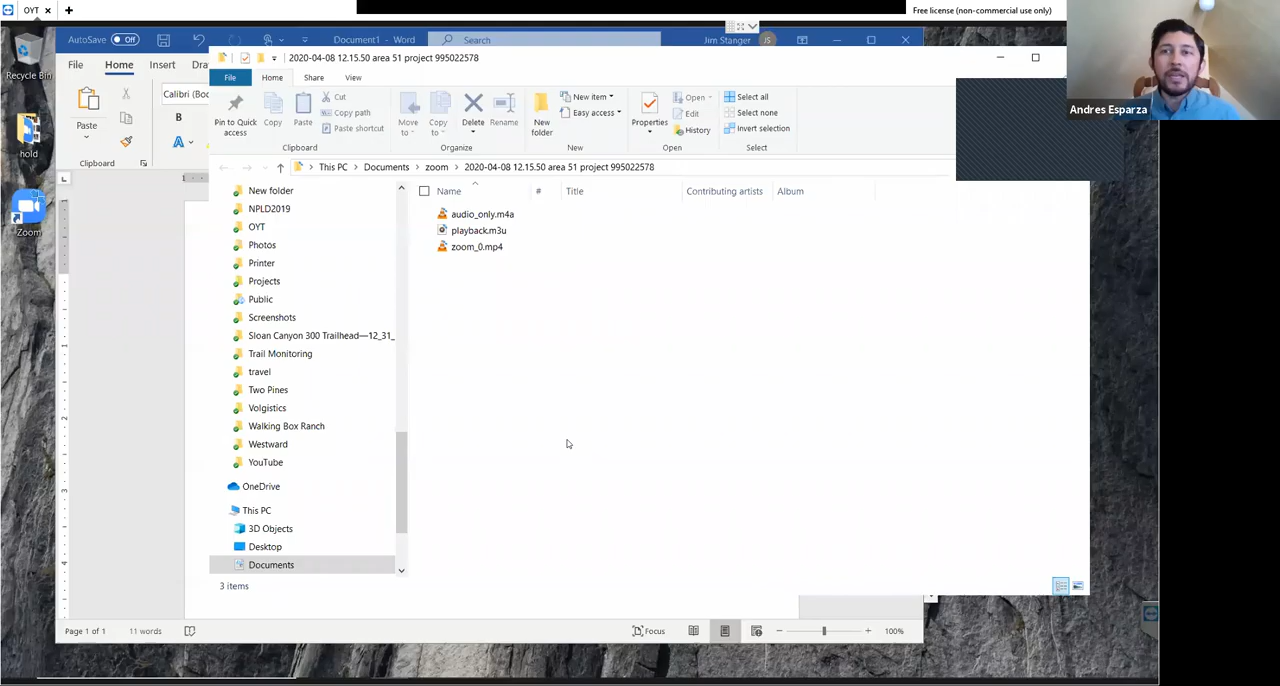 OYT
Free license (non-commercial use only)
Andres Esparza
Recycle Bin
hold
Zoom
AutoSave Off
Document1 - Word
Search
Jim Stanger JS
File Home Insert
Calibri (Boc
Paste
B
A
Clipboard
2020-04-08 12.15.50 area 51 project 995022578
File Home Share View
Pin to Quick access
Copy
Paste
Cut
Copy path
Paste shortcut
Clipboard
Move to
Copy to
Delete
Rename
Organize
New folder
New item
Easy access
New
Properties
Open
Edit
History
Open
Select all
Select none
Invert selection
Select
This PC > Documents > zoom > 2020-04-08 12.15.50 area 51 project 995022578
Name # Title Contributing artists Album
audio_only.m4a
playback.m3u
zoom_0.mp4
New folder
NPLD2019
OYT
Photos
Printer
Projects
Public
Screenshots
Sloan Canyon 300 Trailhead—12_31_
Trail Monitoring
travel
Two Pines
Volgistics
Walking Box Ranch
Westward
YouTube
OneDrive
This PC
3D Objects
Desktop
Documents
3 items
Page 1 of 1 11 words
Focus
100%